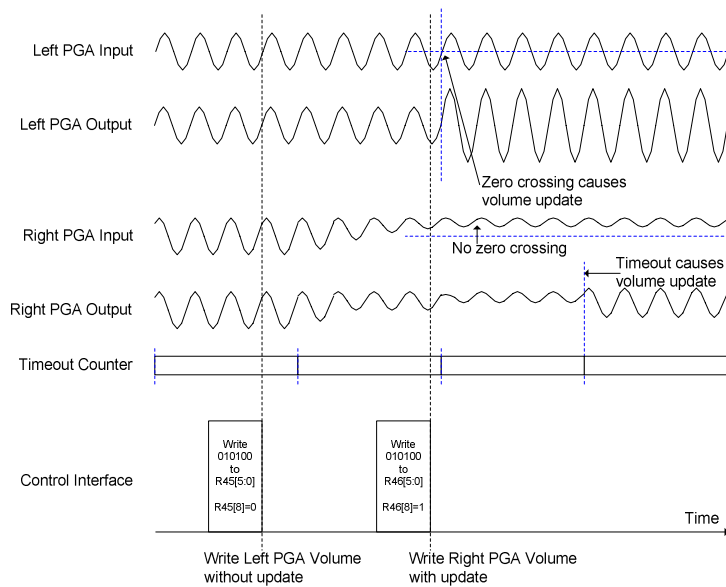 Left PGA Input
Left PGA Output
Zero crossing causes
volume update
Right PGA Input
No zero crossing
Timeout causes
volume update
Right PGA Output
Timeout Counter
Write
010100
to
R45[5:0]
R45[8]=0
Write
010100
to
R46[5:0]
R46[8]=1
Control Interface
Time
Write Left PGA Volume
without update
Write Right PGA Volume
with update